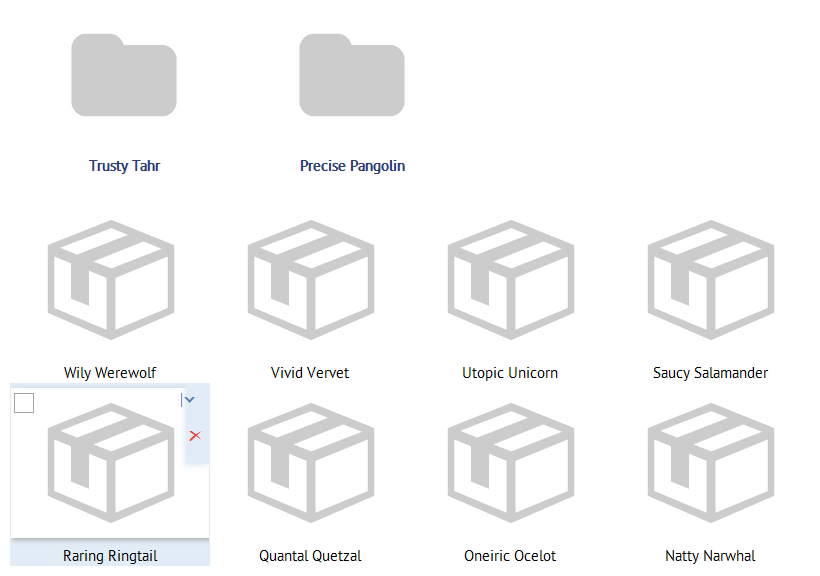 Trusty Tahr
Precise Pangolin
Wily Werewolf
Vivid Vervet
Utopic Unicorn
Saucy Salamander
Raring Ringtail
Quantal Quetzal
Oneiric Ocelot
Natty Narwhal